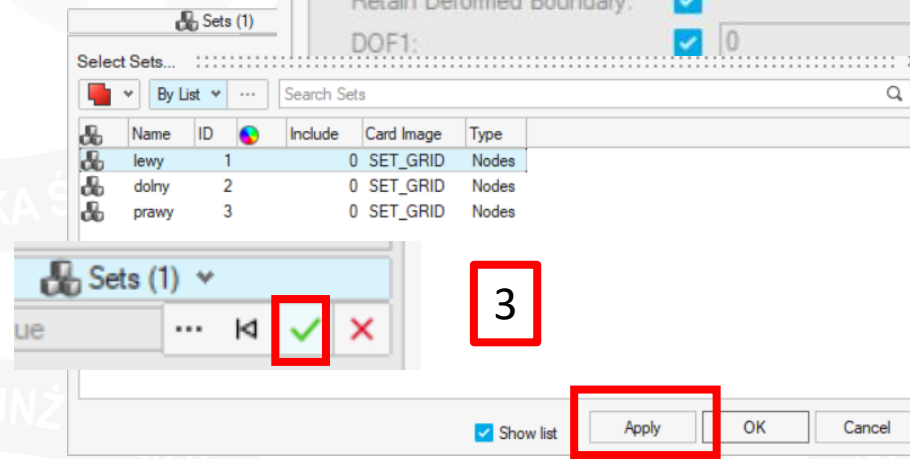 Retain Deformed Boundary:
Sets (1)
DOF1: 0
Select Sets...
By List ... Search Sets
Name ID Include Card Image Type
lewy 1 0 SET_GRID Nodes
dolny 2 0 SET_GRID Nodes
prawy 3 0 SET_GRID Nodes
Sets (1)
ue ...
3
Show list Apply OK Cancel
KA Ś
INŻ